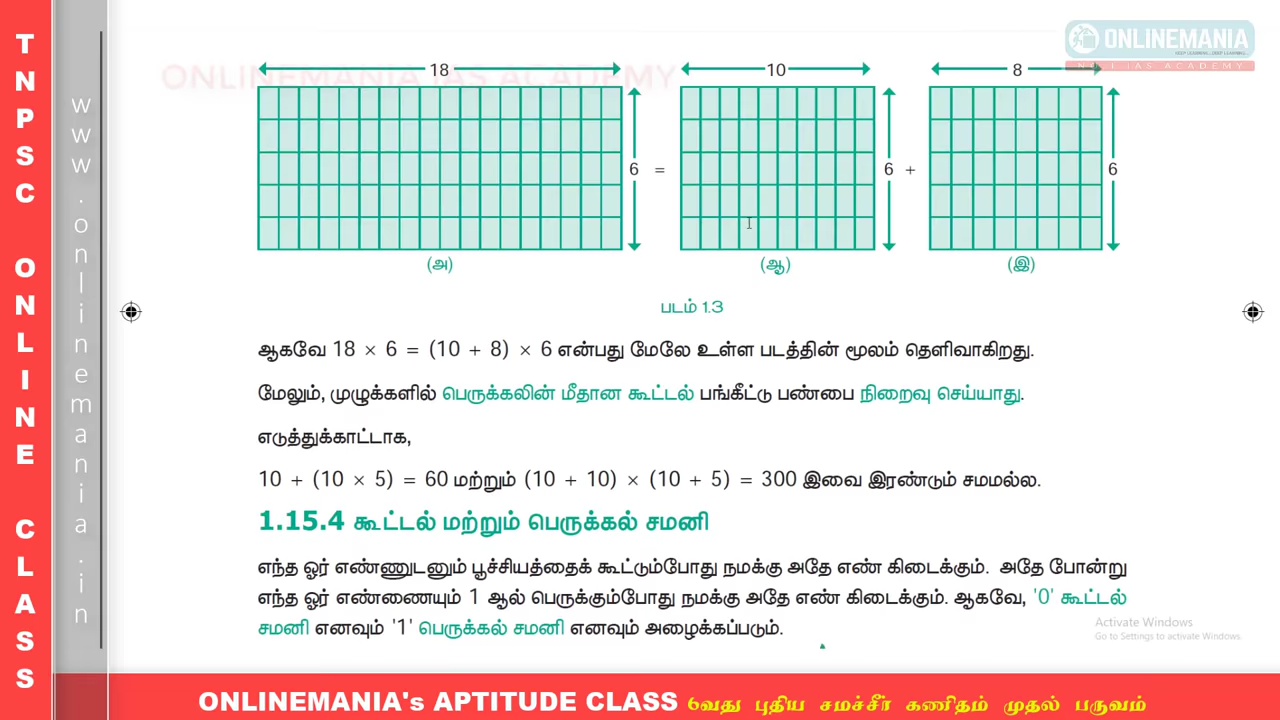 TNPSC ONLINE CLASS
www.onlinemania.in
ONLINEMANIA
NO.1 IAS ACADEMY
ONLINEMANIA IAS ACADEMY
18 10 8
6 = 6 + 6
(அ) (ஆ) (இ)
படம் 1.3
ஆகவே 18 × 6 = (10 + 8) × 6 என்பது மேலே உள்ள படத்தின் மூலம் தெளிவாகிறது.
மேலும், முழுக்களில் பெருக்கலின் மீதான கூட்டல் பங்கீட்டு பண்பை நிறைவு செய்யாது.
எடுத்துக்காட்டாக,
10 + (10 × 5) = 60 மற்றும் (10 + 10) × (10 + 5) = 300 இவை இரண்டும் சமமல்ல.
1.15.4 கூட்டல் மற்றும் பெருக்கல் சமனி
எந்த ஓர் எண்ணுடனும் பூச்சியத்தைக் கூட்டும்போது நமக்கு அதே எண் கிடைக்கும். அதே போன்று
எந்த ஓர் எண்ணையும் 1 ஆல் பெருக்கும்போது நமக்கு அதே எண் கிடைக்கும். ஆகவே, '0' கூட்டல்
சமனி எனவும் '1' பெருக்கல் சமனி எனவும் அழைக்கப்படும்.
Activate Windows
Go to Settings to activate Windows.
ONLINEMANIA's APTITUDE CLASS 6வது புதிய சமச்சீர் கணிதம் முதல் பருவம்